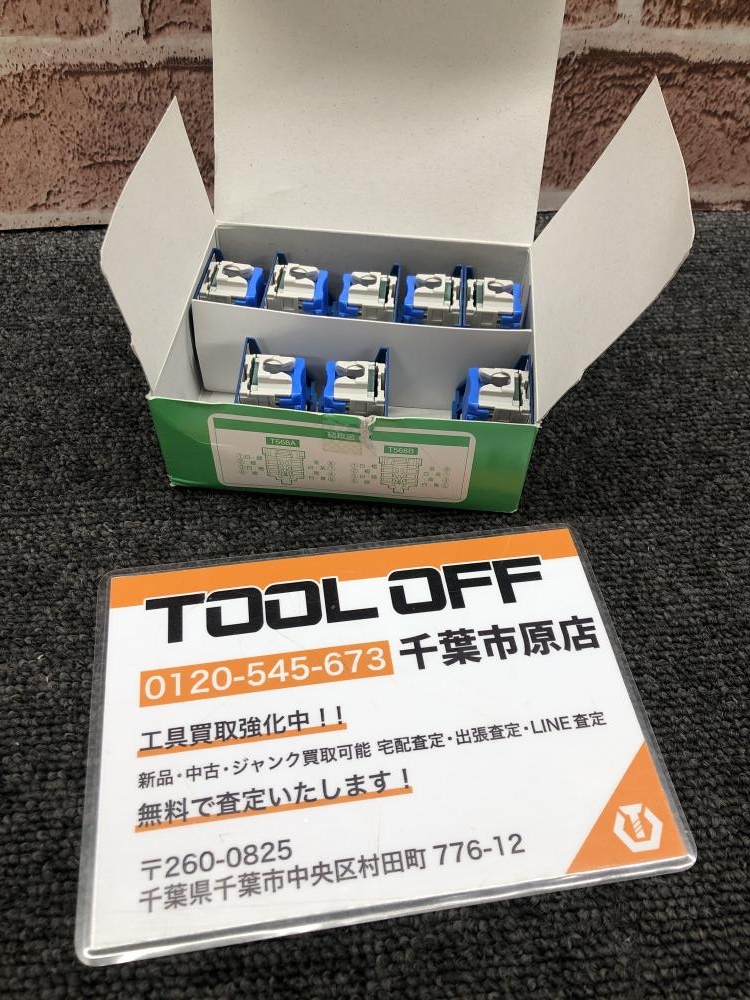 結線図
T568A
T568B
TOOL OFF
0120-545-673 千葉市原店
工具買取強化中！！
新品・中古・ジャンク買取可能 宅配査定・出張査定・LINE査定
無料で査定いたします！
〒260-0825
千葉県千葉市中央区村田町 776-12